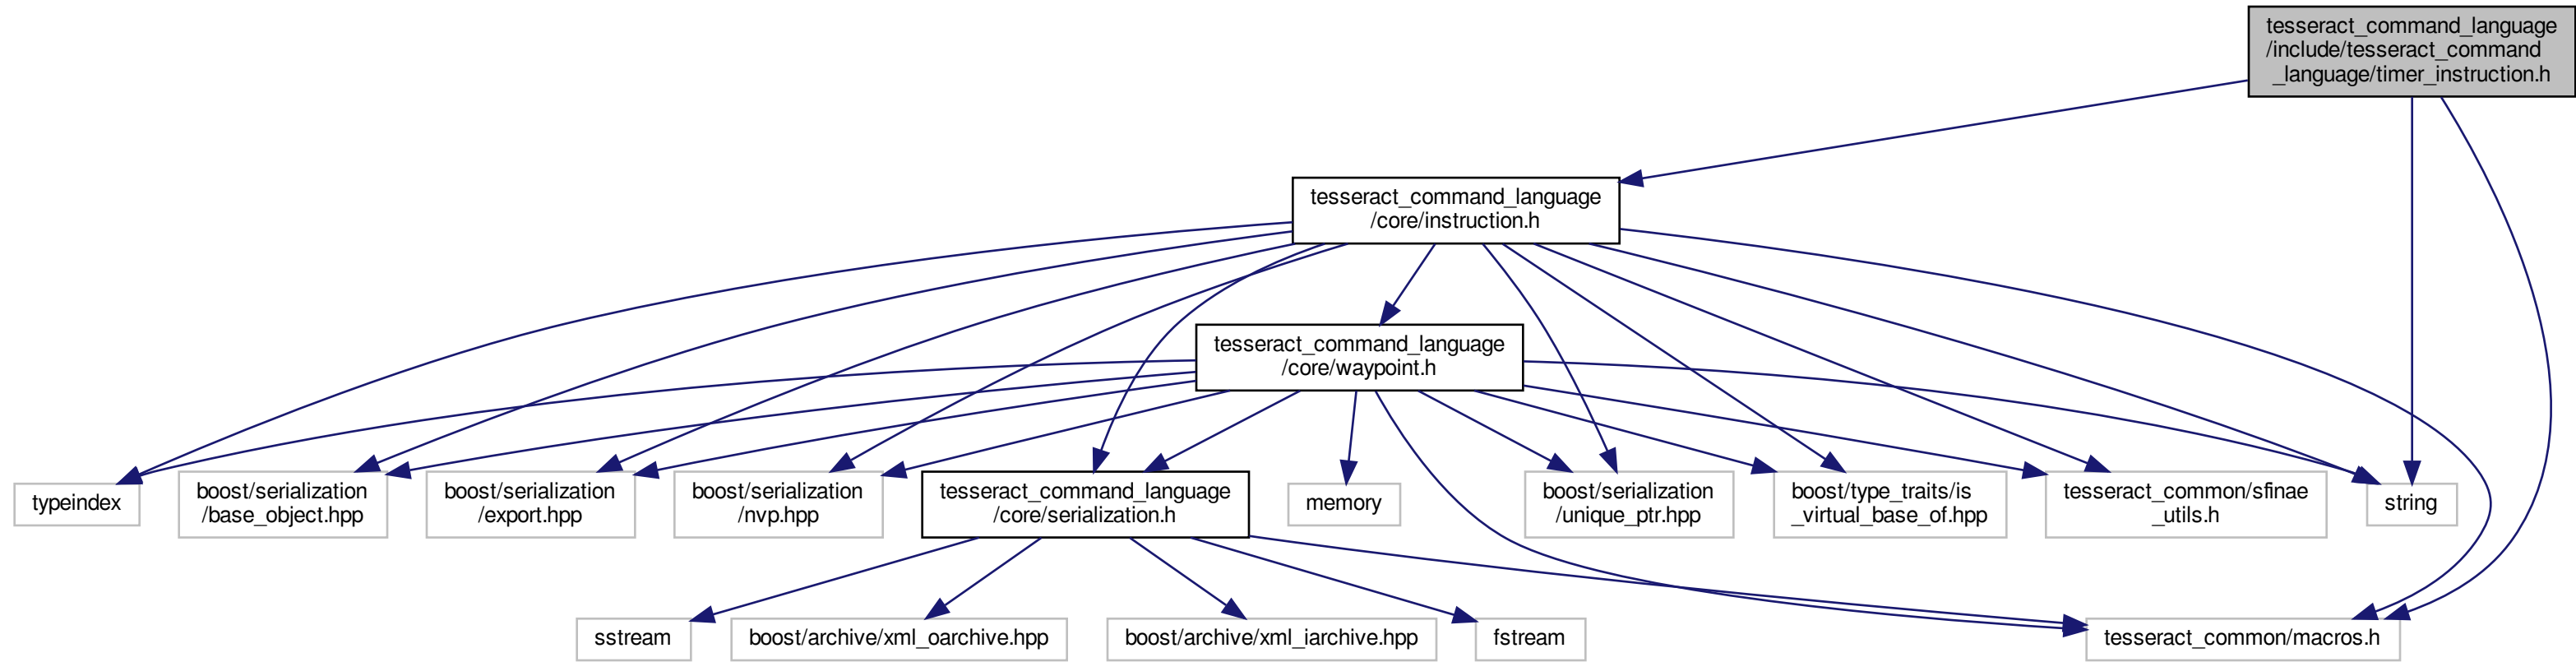 tesseract_command_language
/include/tesseract_command
_language/timer_instruction.h
tesseract_command_language
/core/instruction.h
tesseract_command_language
/core/waypoint.h
typeindex
boost/serialization
/base_object.hpp
boost/serialization
/export.hpp
boost/serialization
/nvp.hpp
tesseract_command_language
/core/serialization.h
memory
boost/serialization
/unique_ptr.hpp
boost/type_traits/is
_virtual_base_of.hpp
tesseract_common/sfinae
_utils.h
string
sstream
boost/archive/xml_oarchive.hpp
boost/archive/xml_iarchive.hpp
fstream
tesseract_common/macros.h